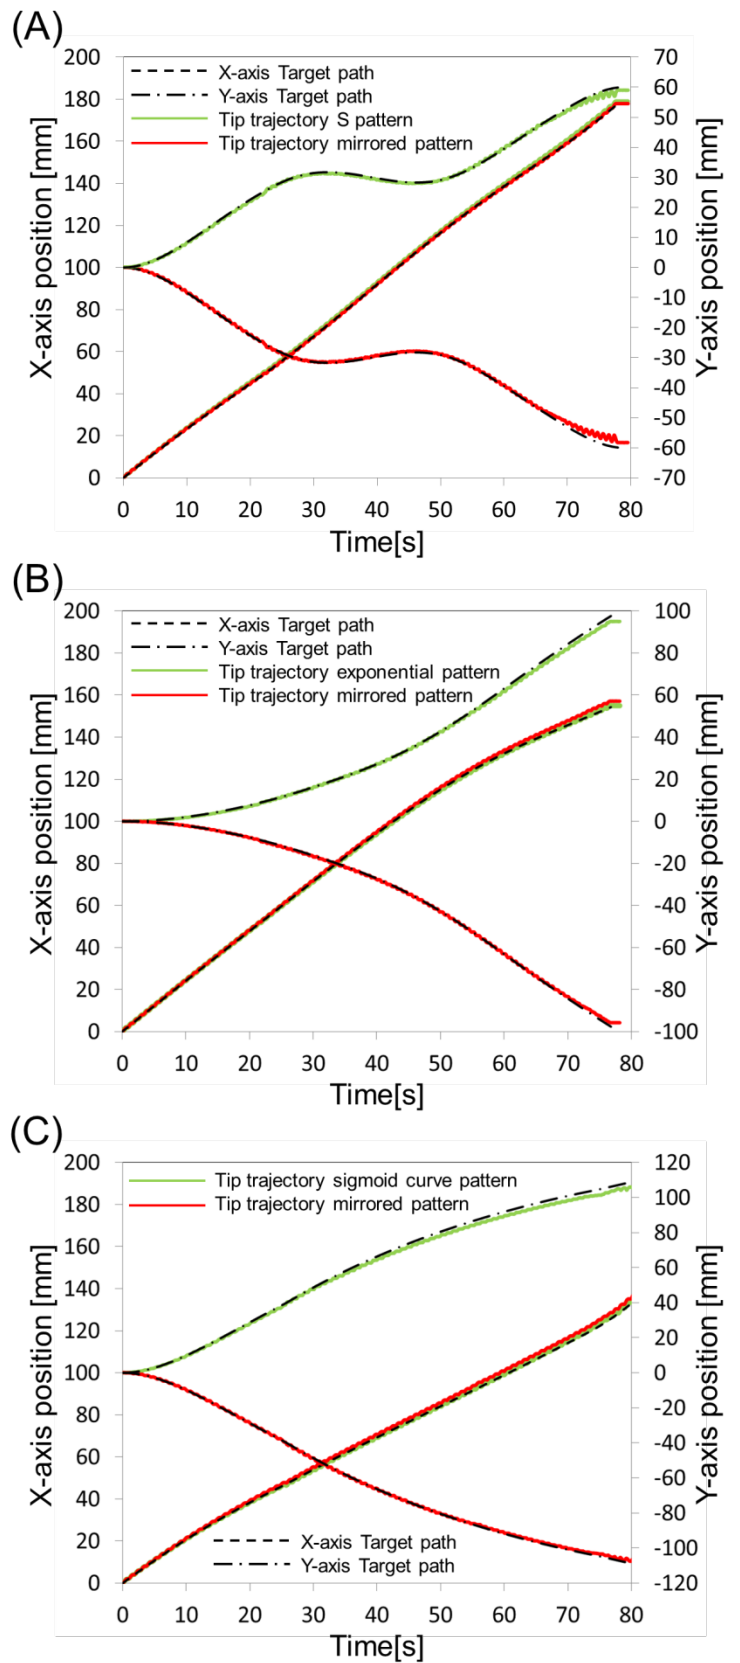 (A)
X-axis Target path
Y-axis Target path
Tip trajectory S pattern
Tip trajectory mirrored pattern
X-axis position [mm]
200
180
160
140
120
100
80
60
40
20
0
Y-axis position [mm]
70
60
50
40
30
20
10
0
-10
-20
-30
-40
-50
-60
-70
0 10 20 30 40 50 60 70 80
Time[s]
(B)
X-axis Target path
Y-axis Target path
Tip trajectory exponential pattern
Tip trajectory mirrored pattern
X-axis position [mm]
200
180
160
140
120
100
80
60
40
20
0
Y-axis position [mm]
100
80
60
40
20
0
-20
-40
-60
-80
-100
0 10 20 30 40 50 60 70 80
Time[s]
(C)
Tip trajectory sigmoid curve pattern
Tip trajectory mirrored pattern
X-axis position [mm]
200
180
160
140
120
100
80
60
40
20
0
Y-axis position [mm]
120
100
80
60
40
20
0
-20
-40
-60
-80
-100
-120
X-axis Target path
Y-axis Target path
0 10 20 30 40 50 60 70 80
Time[s]